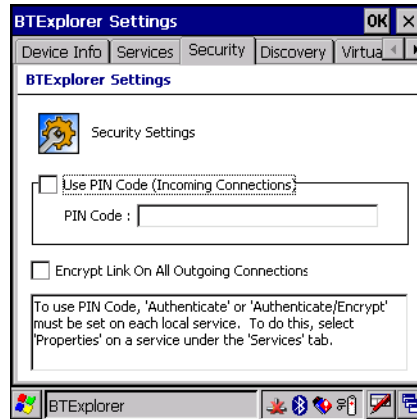 BTExplorer Settings OK
Device Info Services Security Discovery Virtua
BTExplorer Settings
Security Settings
Use PIN Code (Incoming Connections)
PIN Code :
Encrypt Link On All Outgoing Connections
To use PIN Code, 'Authenticate' or 'Authenticate/Encrypt'
must be set on each local service.  To do this, select
'Properties' on a service under the 'Services' tab.
BTExplorer